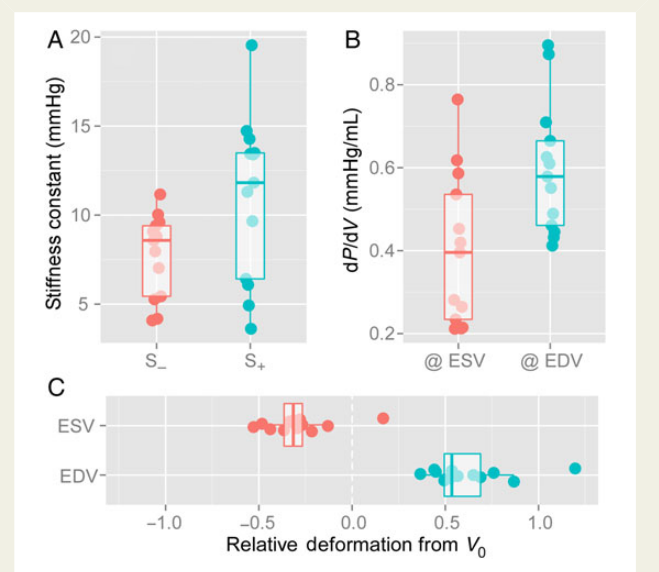 A
Stiffness constant (mmHg)
20
15
10
5
S−
S+
B
dP/dV (mmHg/mL)
0.8
0.6
0.4
0.2
@ ESV
@ EDV
C
ESV
EDV
−1.0
−0.5
0.0
0.5
1.0
Relative deformation from V0